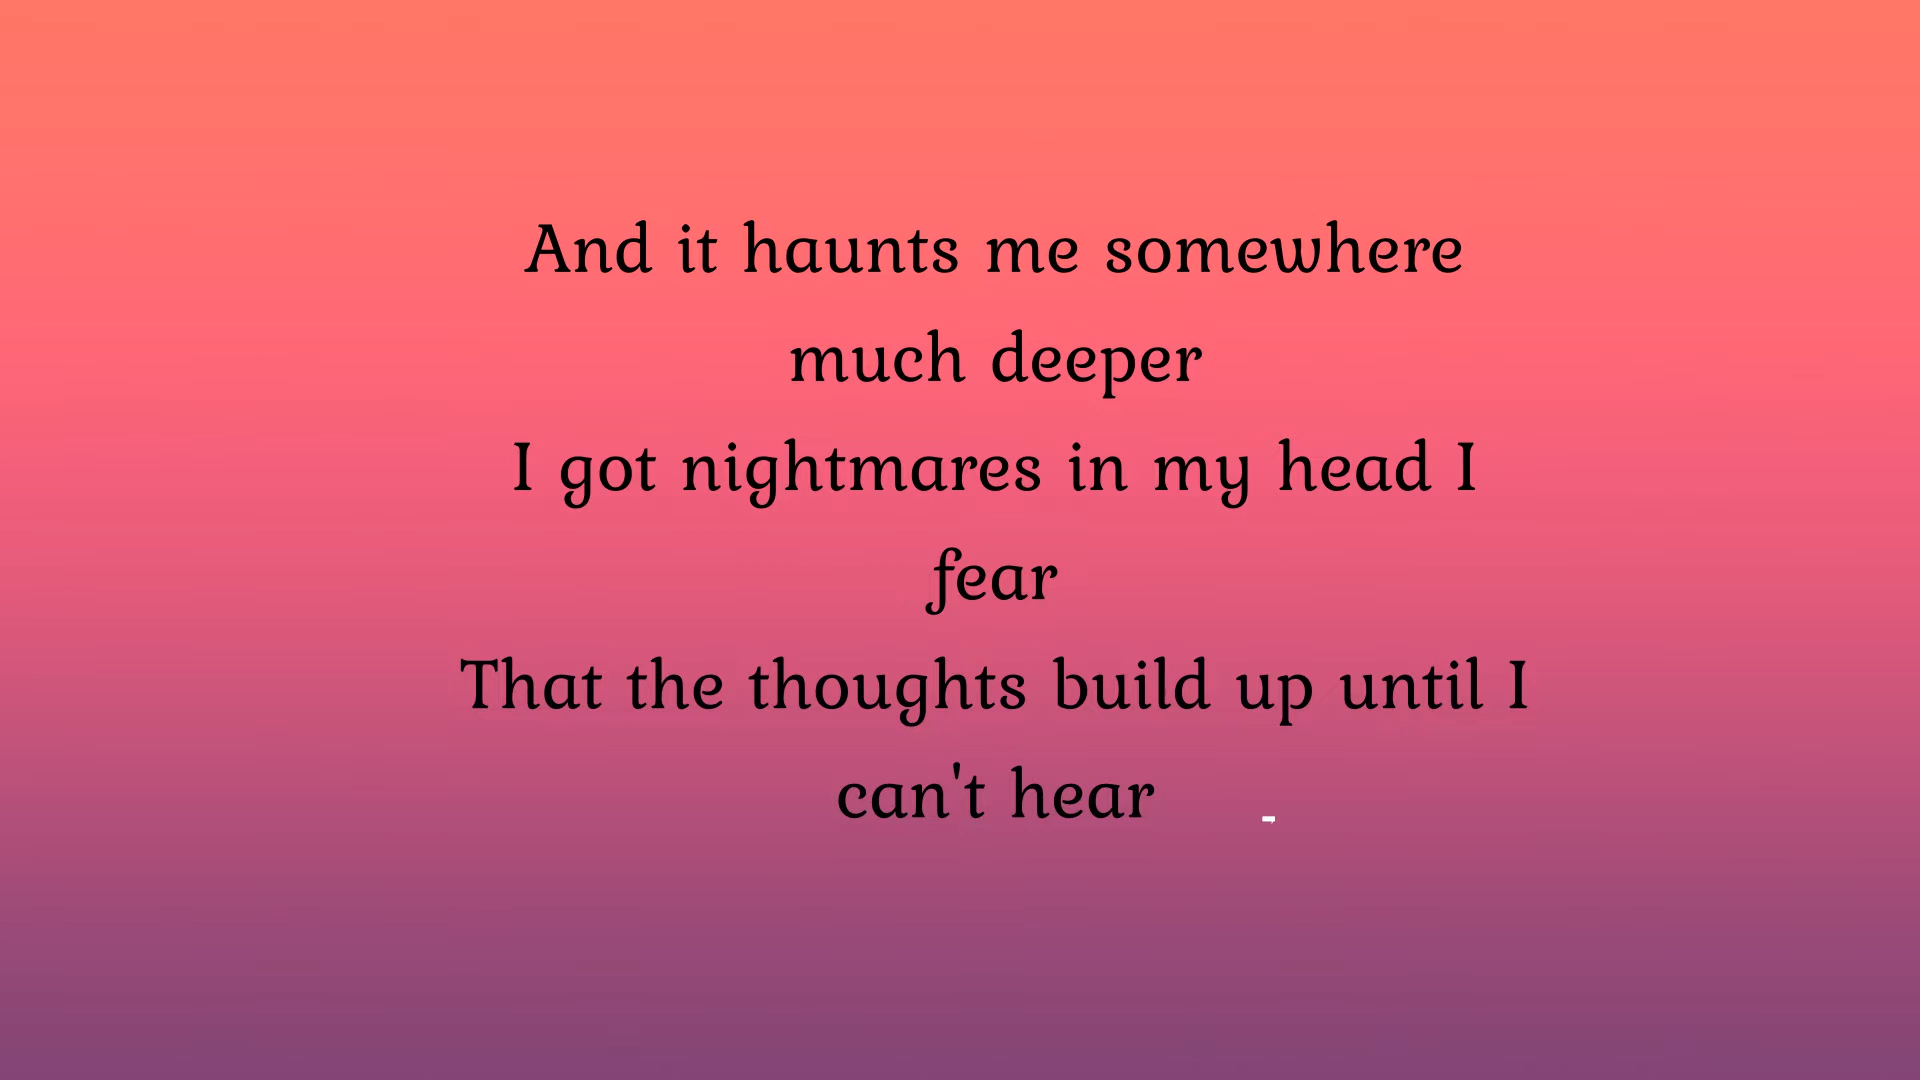 And it haunts me somewhere
much deeper
I got nightmares in my head I
fear
That the thoughts build up until I
can't hear